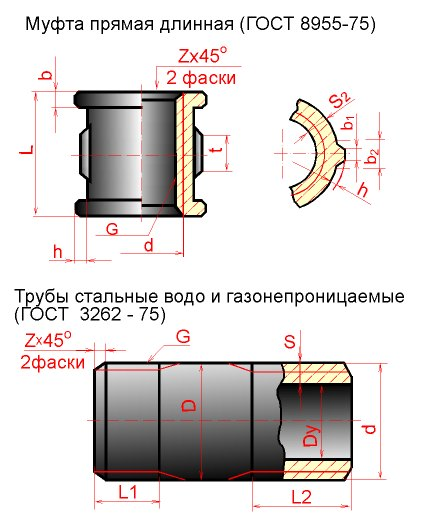 Муфта прямая длинная (ГОСТ 8955-75)
Zx45°
2 фаски
b
L
t
G
h
d
S2
b1
b2
h
Трубы стальные водо и газонепроницаемые
(ГОСТ 3262 - 75)
Zx45°
2фаски
G
S
D
Dy
d
L1
L2